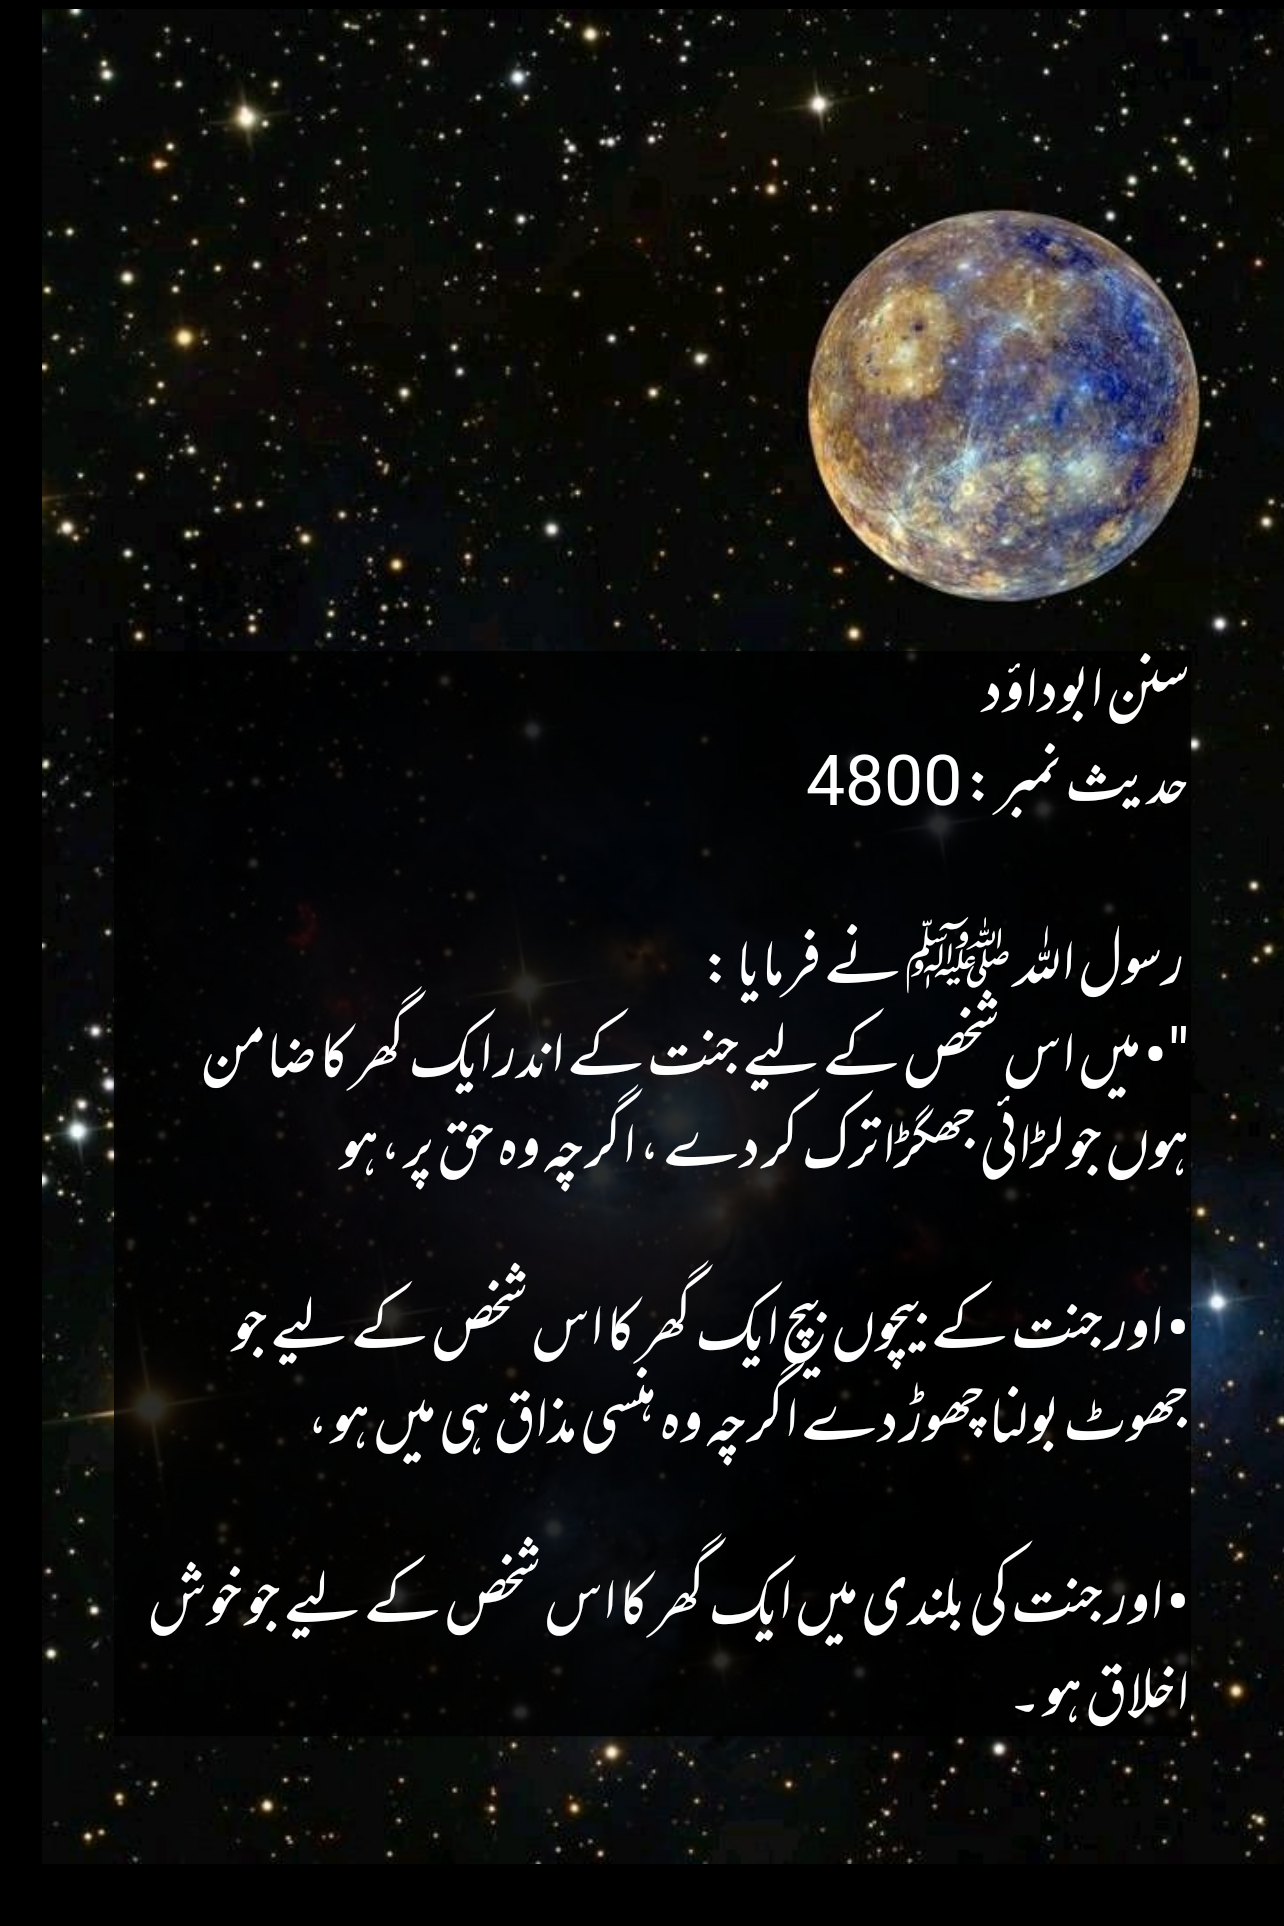 سنن ابوداؤد
حدیث نمبر : 4800
رسول اللہ ﷺ نے فرمایا :
"• میں اس شخص کے لیے جنت کے اندر ایک گھر کا ضامن
ہوں جو لڑائی جھگڑا ترک کر دے ، اگرچہ وہ حق پر ، ہو
• اور جنت کے بیچوں بیچ ایک گھر کا اس شخص کے لیے جو
جھوٹ بولنا چھوڑ دے اگرچہ وہ ہنسی مذاق ہی میں ہو ،
• اور جنت کی بلندی میں ایک گھر کا اس شخص کے لیے جو خوش
اخلاق ہو ۔